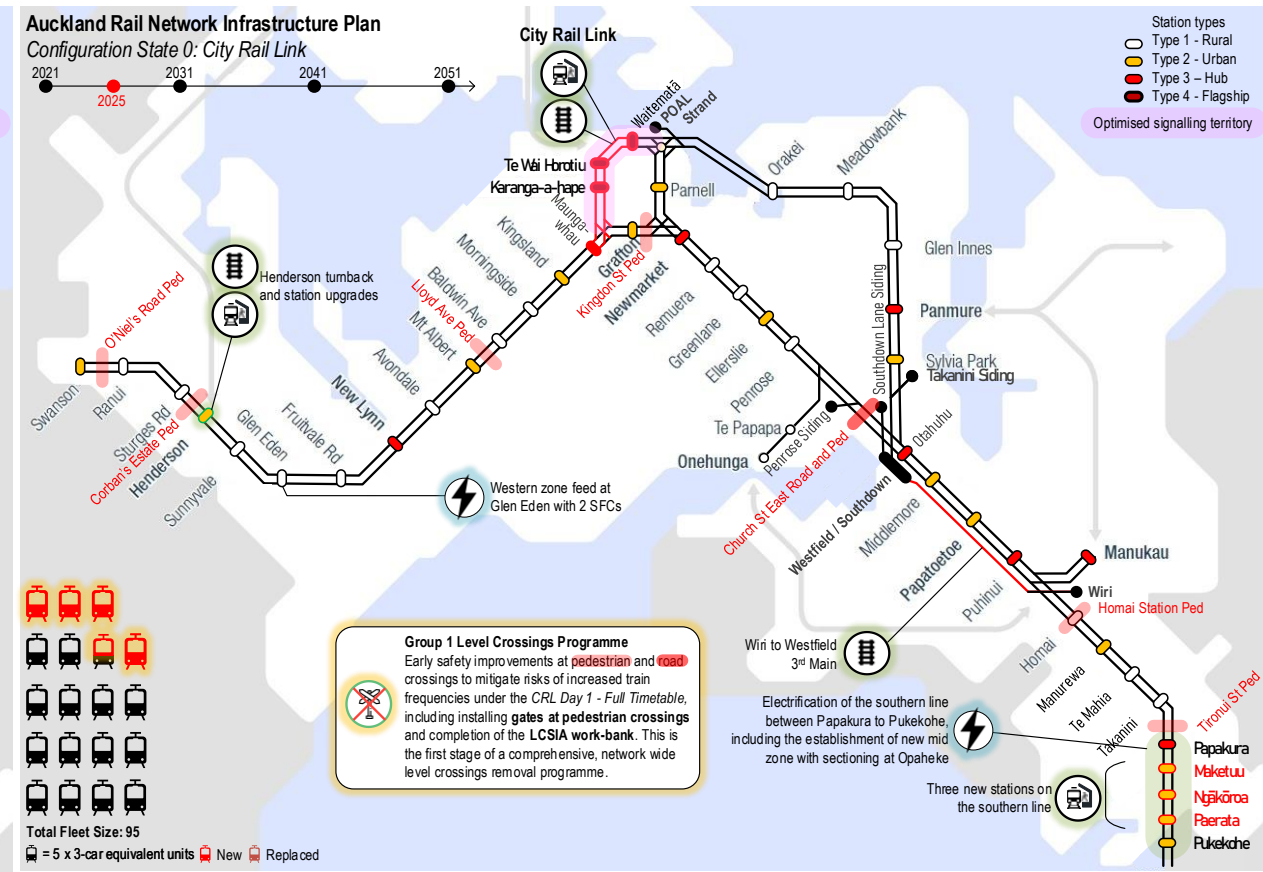 Auckland Rail Network Infrastructure Plan
Configuration State 0: City Rail Link
2021
2025
2031
2041
2051
City Rail Link
Station types
Type 1 - Rural
Type 2 - Urban
Type 3 – Hub
Type 4 - Flagship
Optimised signalling territory
Waitematā
POAL
Strand
Te Wai Horotiu
Karanga-a-hape
Maunga-
whau
Parnell
Orakei
Meadowbank
Glen Innes
Panmure
Sylvia Park
Takanini Siding
Southdown Lane Siding
Kingsland
Morningside
Baldwin Ave
Lloyd Ave Ped
Mt Albert
Avondale
New Lynn
Fruitvale Rd
Glen Eden
Sunnyvale
Henderson
Corban's Estate Ped
Sturges Rd
Ranui
O'Niel's Road Ped
Swanson
Henderson turnback
and station upgrades
Grafton
Kingdon St Ped
Newmarket
Remuera
Greenlane
Ellerslie
Penrose
Te Papapa
Onehunga
Penrose Siding
Church St East Road and Ped
Otahuhu
Westfield / Southdown
Middlemore
Papatoetoe
Puhinui
Manukau
Wiri
Homai Station Ped
Homai
Manurewa
Te Mahia
Takanini
Tironui St Ped
Papakura
Maketuu
Ngākōroa
Paerata
Pukekohe
Western zone feed at
Glen Eden with 2 SFCs
Wiri to Westfield
3rd Main
Electrification of the southern line
between Papakura to Pukekohe,
including the establishment of new mid
zone with sectioning at Opaheke
Three new stations on
the southern line
Group 1 Level Crossings Programme
Early safety improvements at pedestrian and road
crossings to mitigate risks of increased train
frequencies under the CRL Day 1 - Full Timetable,
including installing gates at pedestrian crossings
and completion of the LCSIA work-bank. This is
the first stage of a comprehensive, network wide
level crossings removal programme.
Total Fleet Size: 95
= 5 x 3-car equivalent units New Replaced